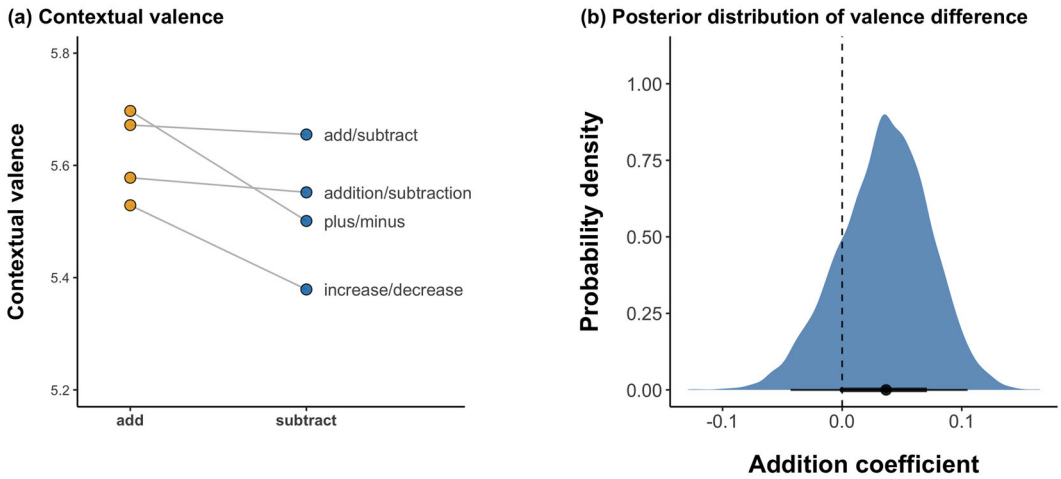 (a) Contextual valence
5.8
5.6
5.4
5.2
Contextual valence
add/subtract
addition/subtraction
plus/minus
increase/decrease
add
subtract
(b) Posterior distribution of valence difference
1.00
0.75
0.50
0.25
0.00
Probability density
-0.1
0.0
0.1
Addition coefficient